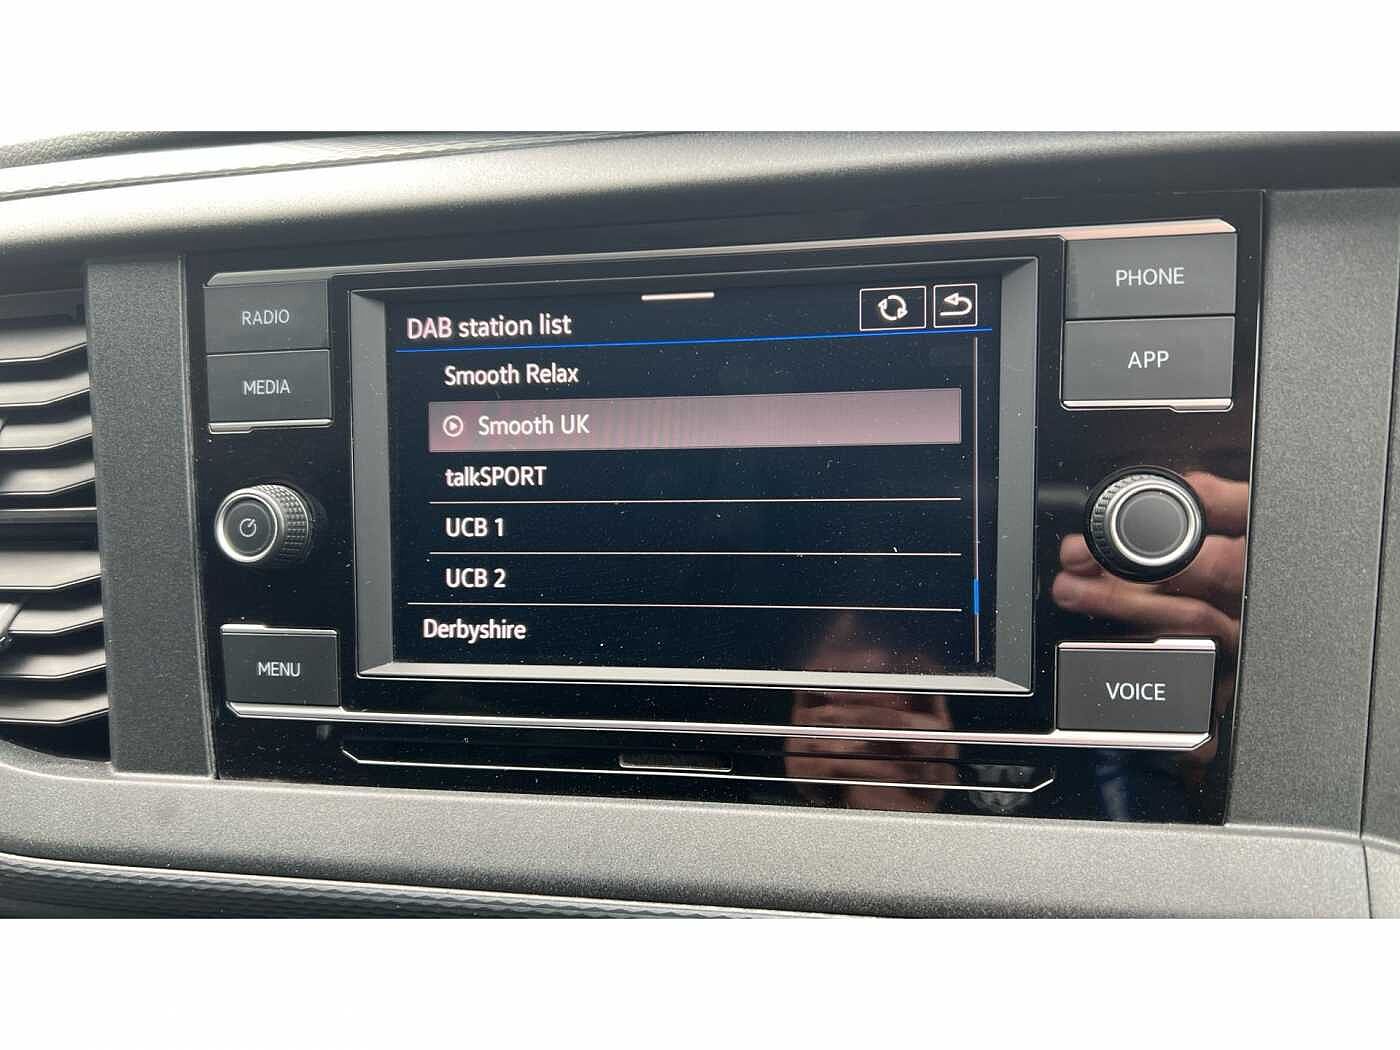 RADIO
MEDIA
MENU
DAB station list
Smooth Relax
Smooth UK
talkSPORT
UCB 1
UCB 2
Derbyshire
PHONE
APP
VOICE